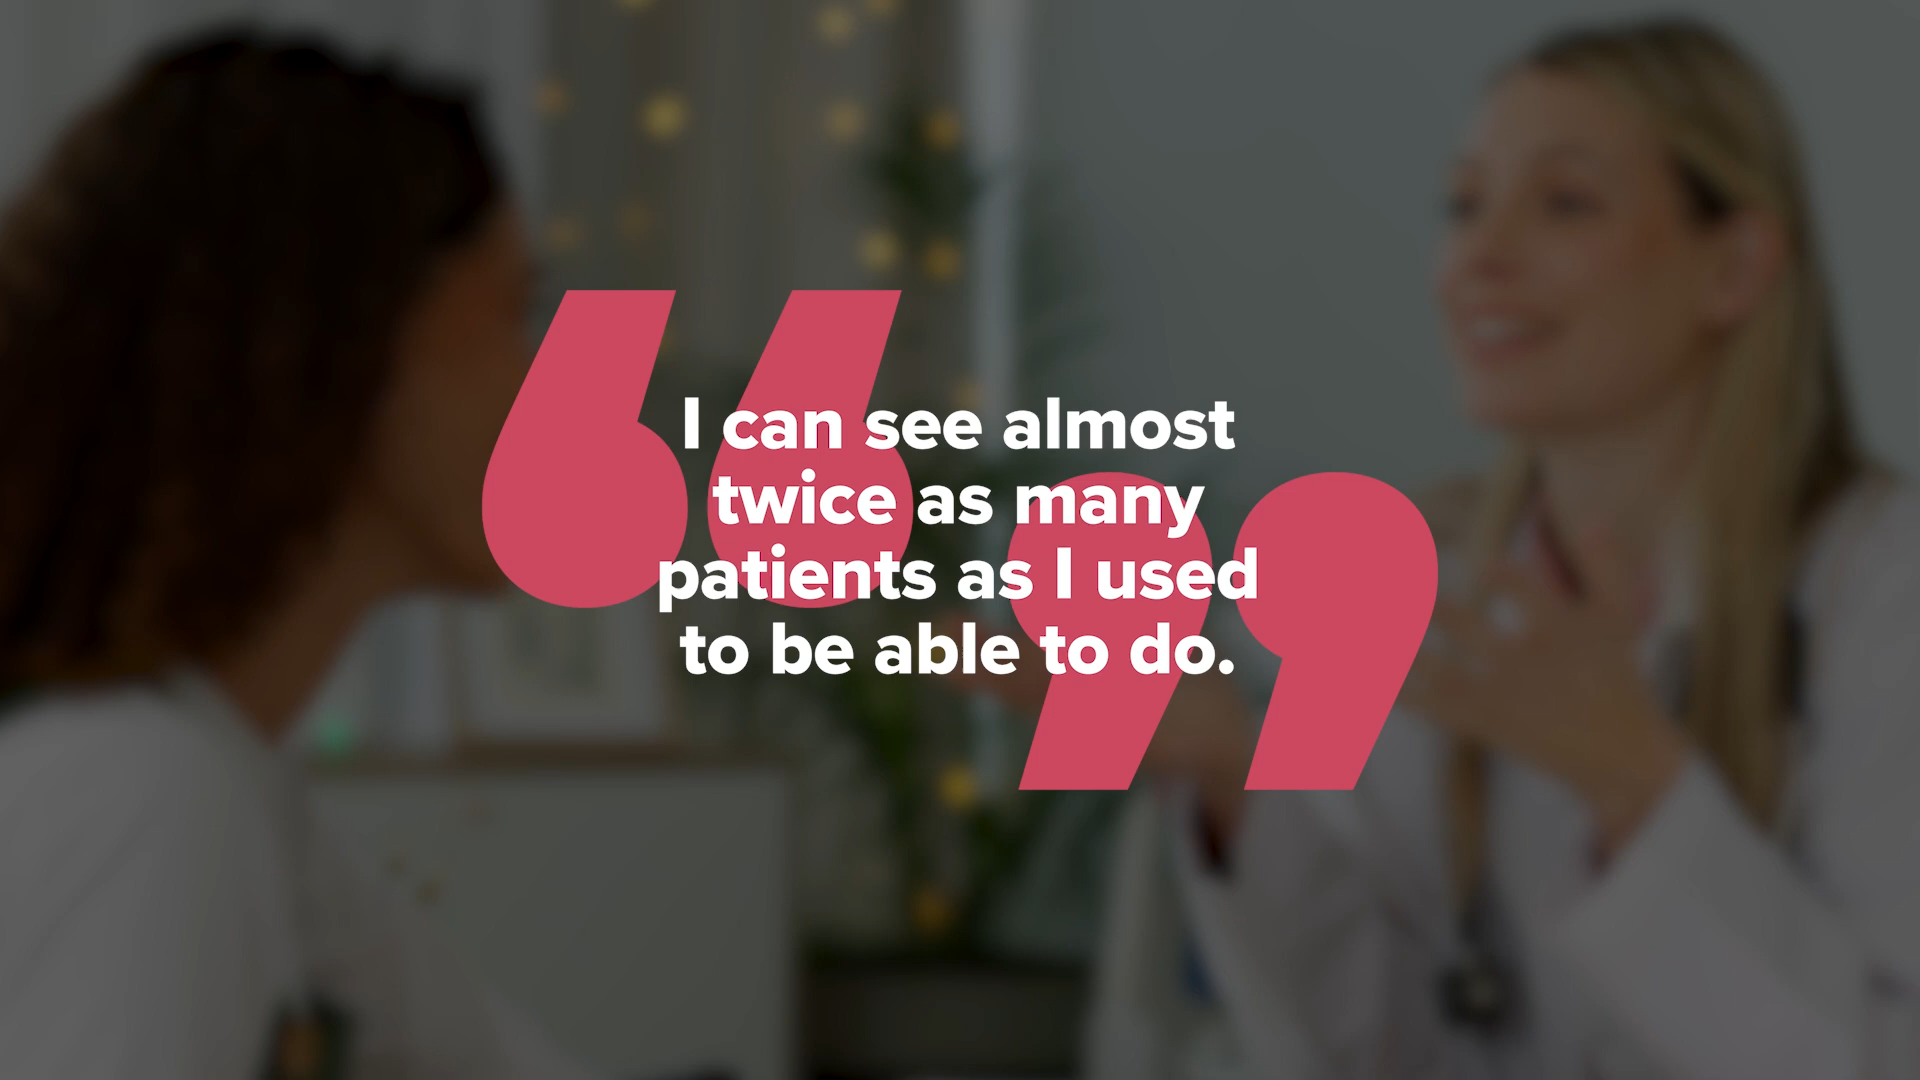 I can see almost
twice as many
patients as I used
to be able to do.